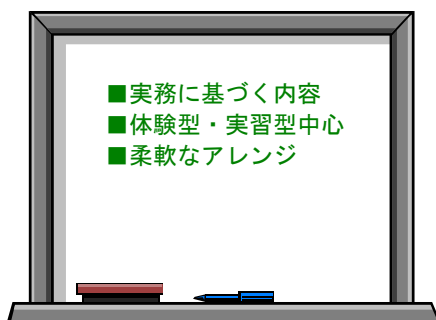 ■実務に基づく内容
■体験型・実習型中心
■柔軟なアレンジ